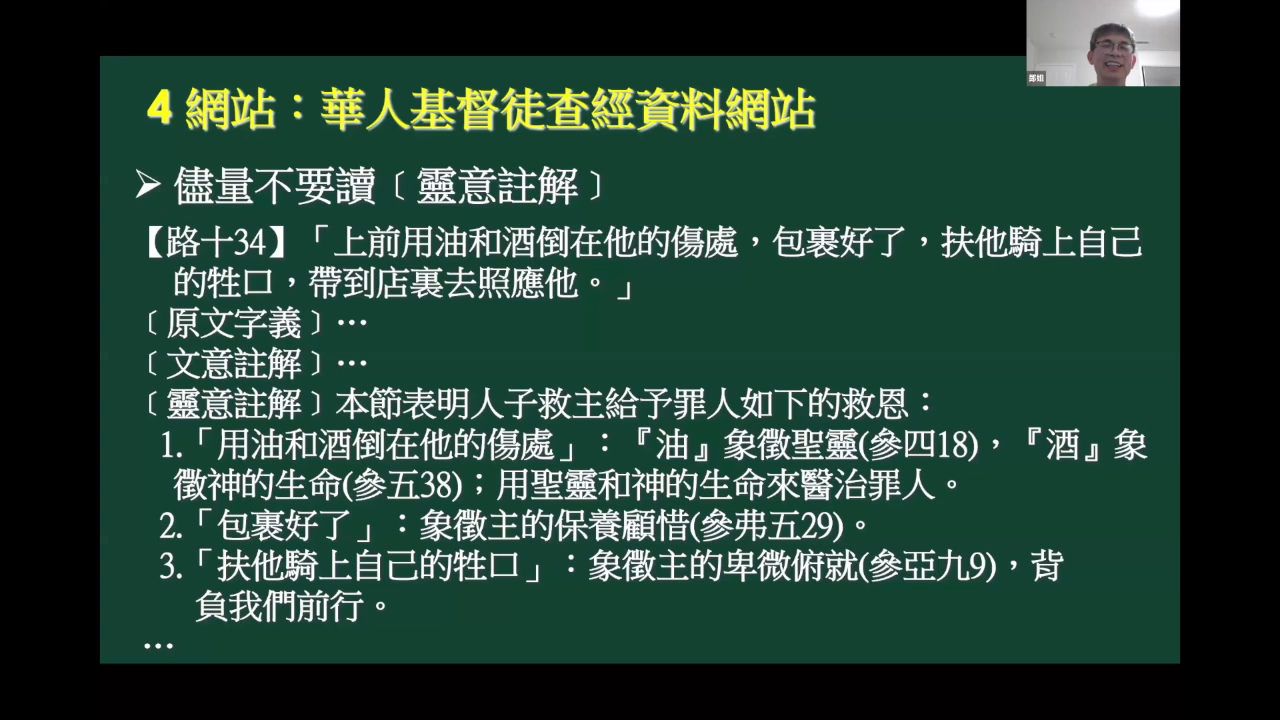 4 網站：華人基督徒查經資料網站
➢ 儘量不要讀﹝靈意註解﹞
【路十34】「上前用油和酒倒在他的傷處，包裹好了，扶他騎上自己
的牲口，帶到店裏去照應他。」
﹝原文字義﹞…
﹝文意註解﹞…
﹝靈意註解﹞本節表明人子救主給予罪人如下的救恩：
1.「用油和酒倒在他的傷處」：『油』象徵聖靈(參四18)，『酒』象
徵神的生命(參五38)；用聖靈和神的生命來醫治罪人。
2.「包裹好了」：象徵主的保養顧惜(參弗五29)。
3.「扶他騎上自己的牲口」：象徵主的卑微俯就(參亞九9)，背
負我們前行。
…